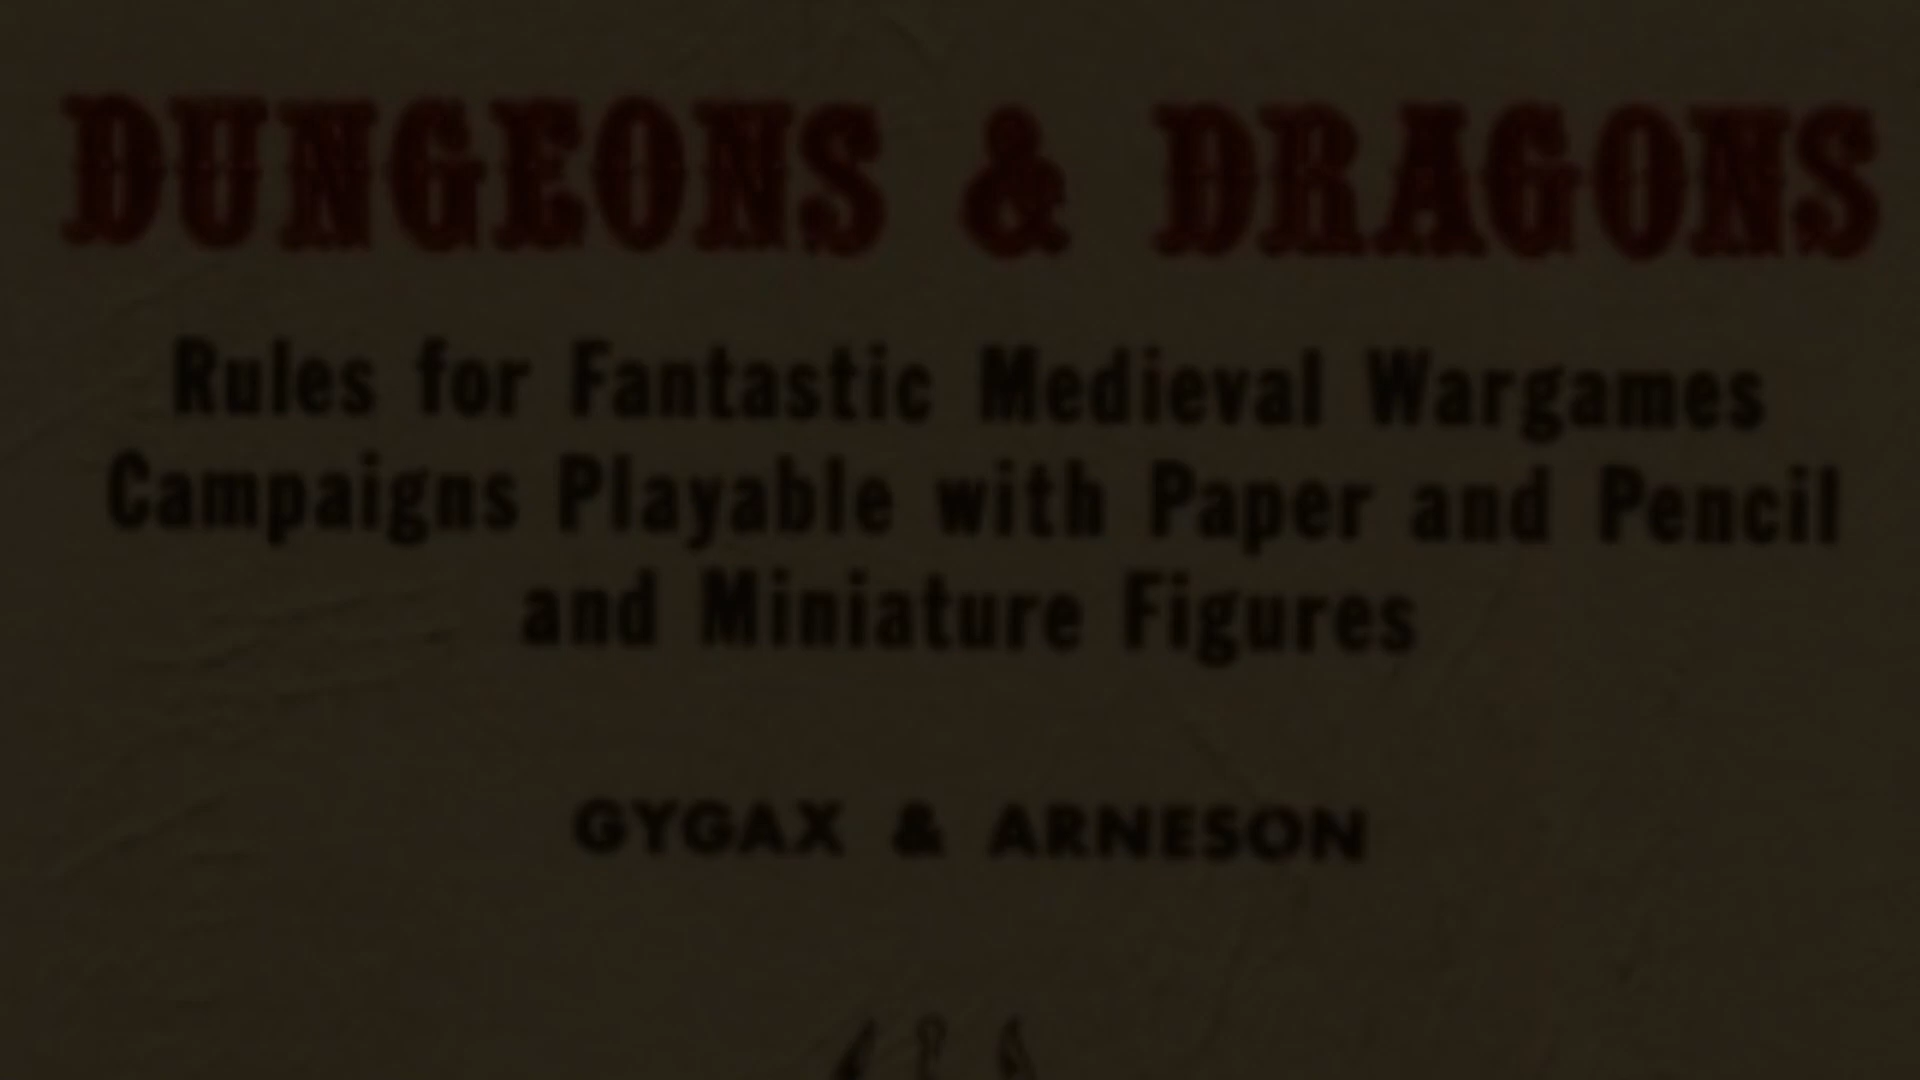 DUNGEONS & DRAGONS
Rules for Fantastic Medieval Wargames
Campaigns Playable with Paper and Pencil
and Miniature Figures
GYGAX & ARNESON